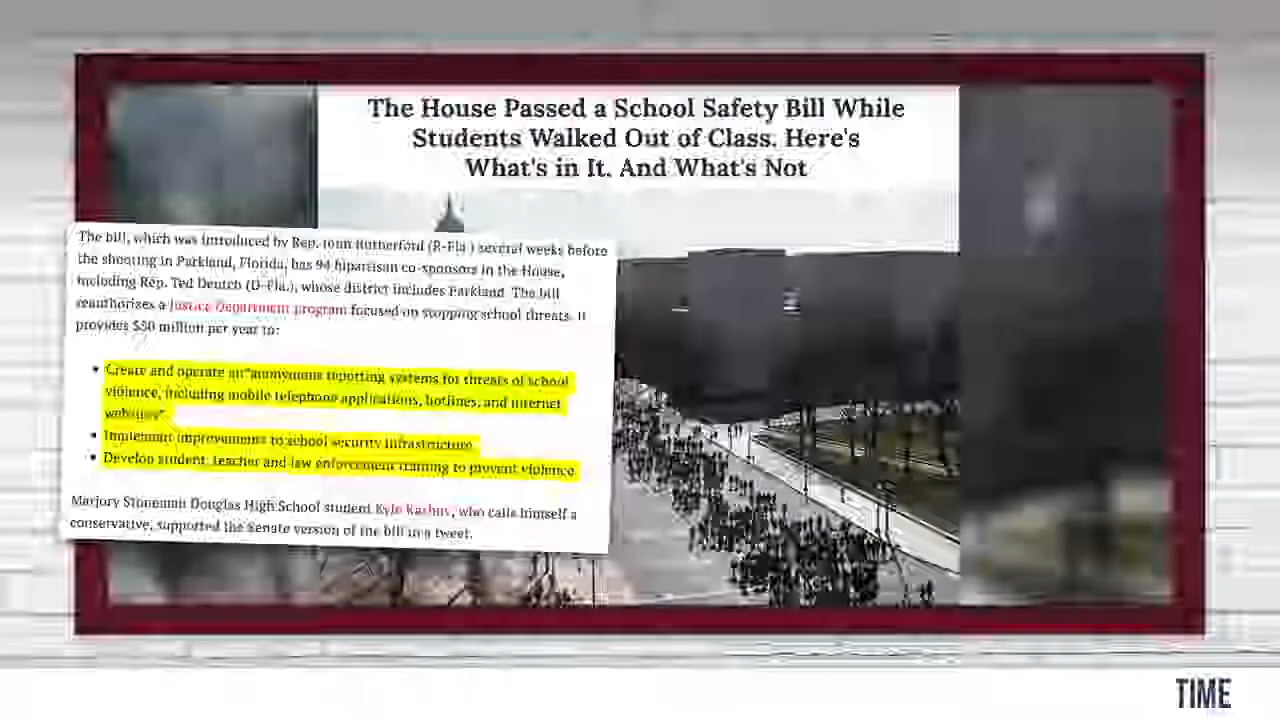 The House Passed a School Safety Bill While
Students Walked Out of Class. Here's
What's in It. And What's Not
The bill, which was introduced by Rep. John Rutherford (R-Fla.) several weeks before
the shooting in Parkland, Florida, has 94 bipartisan co-sponsors in the House,
including Rep. Ted Deutch (D-Fla.), whose district includes Parkland. The bill
reauthorizes a Justice Department program focused on stopping school threats. It
provides $50 million per year to:
• Create and operate an "anonymous reporting systems for threats of school
violence, including mobile telephone applications, hotlines, and internet
websites".
• Implement improvements to school security infrastructure.
• Develop student, teacher and law enforcement training to prevent violence.
Marjory Stoneman Douglas High School student Kyle Kashuv, who calls himself a
conservative, supported the Senate version of the bill in a tweet.
TIME